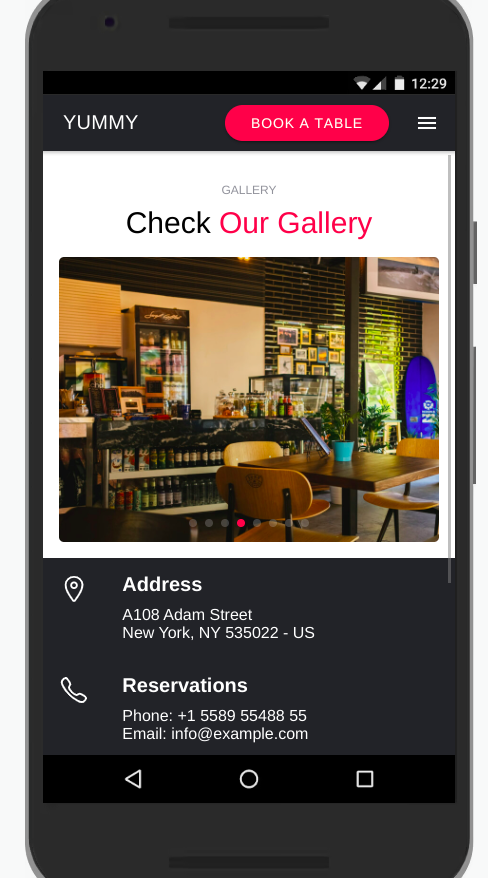 12:29
YUMMY
BOOK A TABLE
GALLERY
Check Our Gallery
Address
A108 Adam Street
New York, NY 535022 - US
Reservations
Phone: +1 5589 55488 55
Email: info@example.com